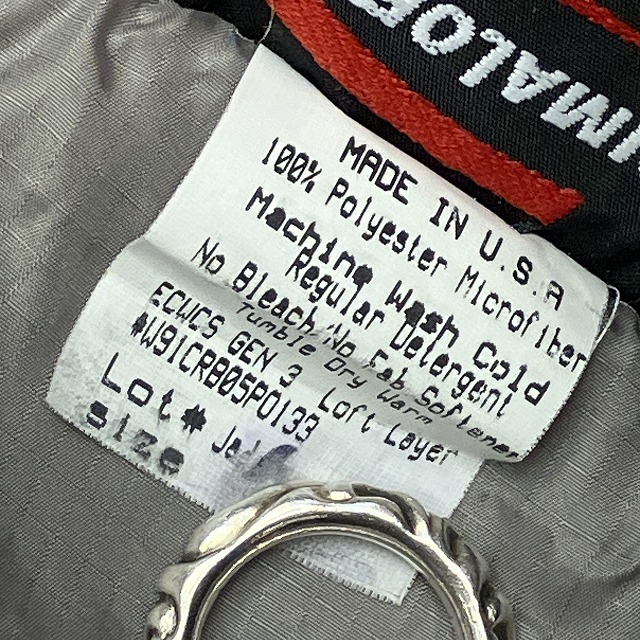 MADE IN U.S.A
100% Polyester Microfiber
Machine Wash Cold
Regular Detergent
No Bleach/No Fab Softener
Tumble Dry Warm
ECWCS GEN 3 Loft Layer
#W91CRB05P0133
Lot#
Size